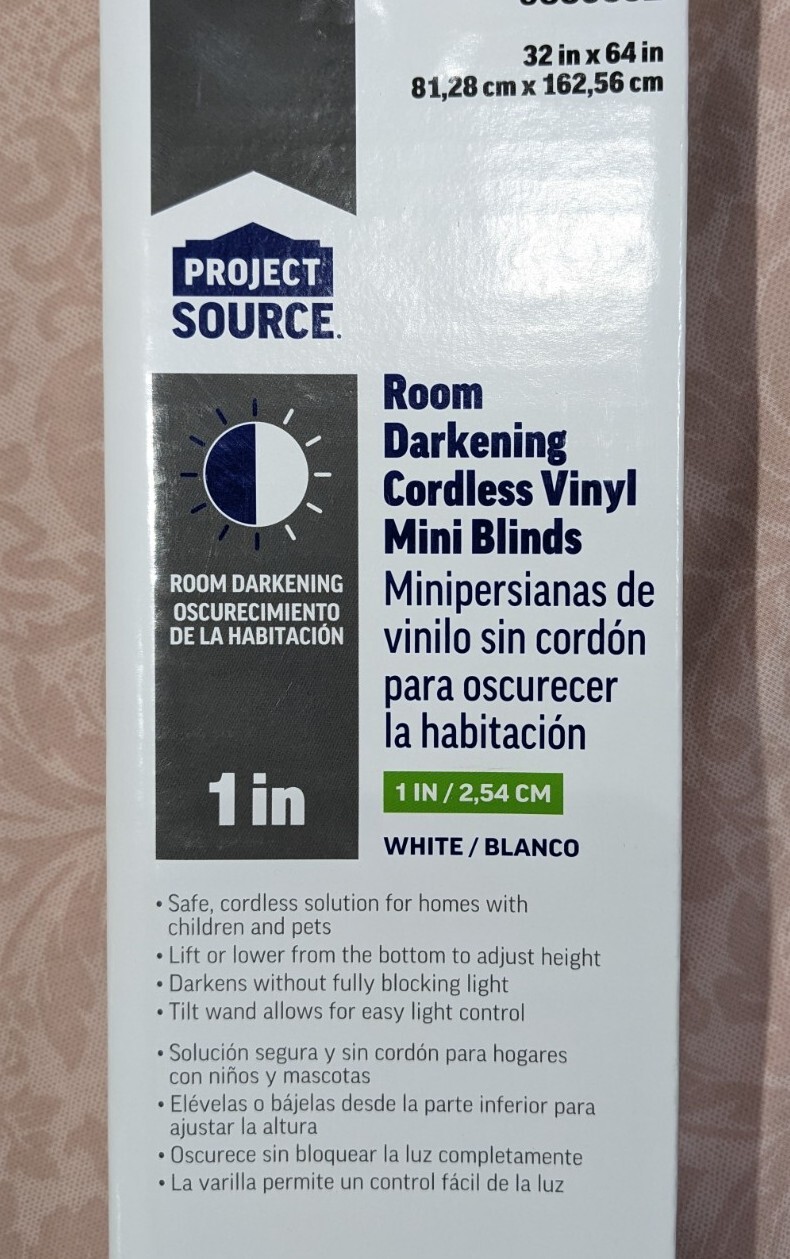 32 in x 64 in
81,28 cm x 162,56 cm
PROJECT
SOURCE.
Room
Darkening
Cordless Vinyl
Mini Blinds
Minipersianas de
vinilo sin cordón
para oscurecer
la habitación
ROOM DARKENING
OSCURECIMIENTO
DE LA HABITACIÓN
1 in
1 IN / 2,54 CM
WHITE / BLANCO
• Safe, cordless solution for homes with
children and pets
• Lift or lower from the bottom to adjust height
• Darkens without fully blocking light
• Tilt wand allows for easy light control
• Solución segura y sin cordón para hogares
con niños y mascotas
• Elévelas o bájelas desde la parte inferior para
ajustar la altura
• Oscurece sin bloquear la luz completamente
• La varilla permite un control fácil de la luz